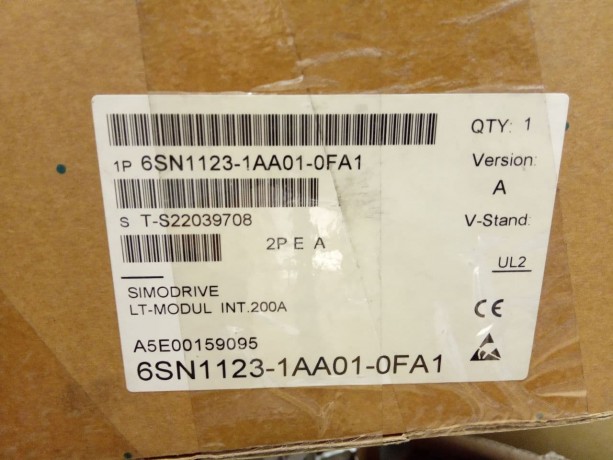 QTY: 1
1P 6SN1123-1AA01-0FA1
Version:
A
S T-S22039708
V-Stand:
2P E A
UL2
SIMODRIVE
LT-MODUL INT.200A
CE
A5E00159095
6SN1123-1AA01-0FA1